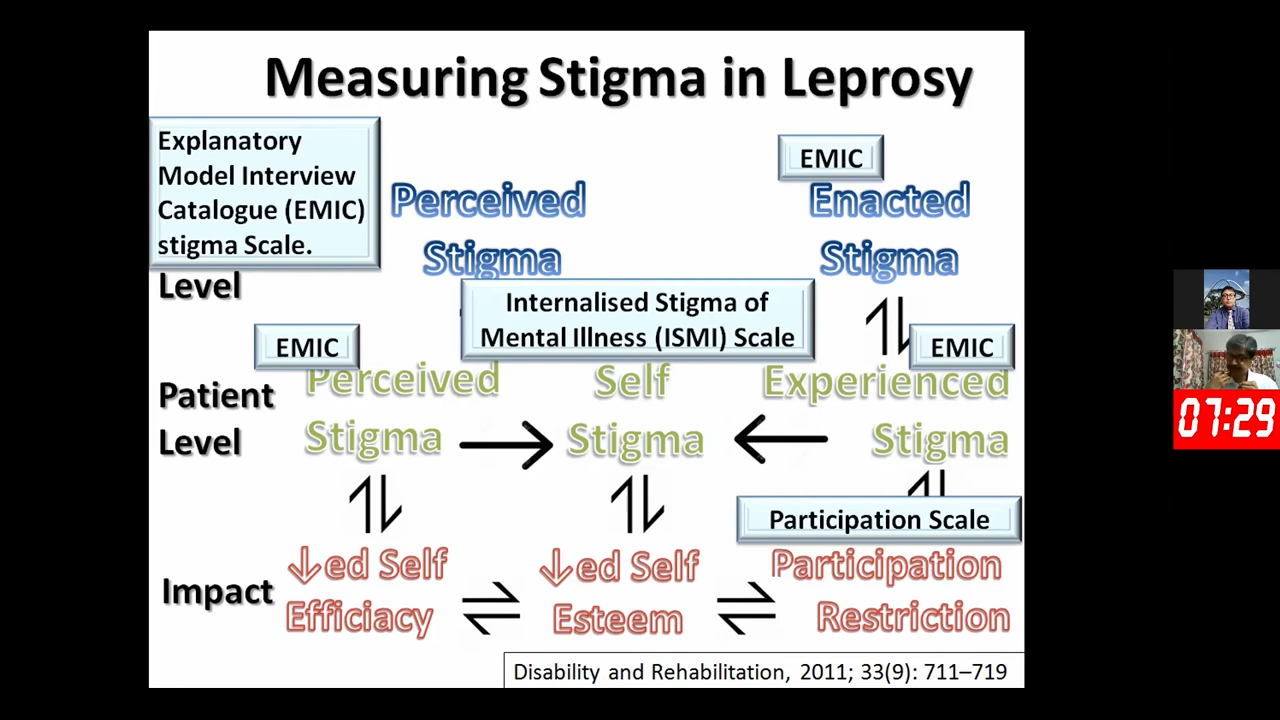 Measuring Stigma in Leprosy
Explanatory
Model Interview
Catalogue (EMIC)
stigma Scale.
Level
Perceived
Stigma
EMIC
Enacted
Stigma
Internalised Stigma of
Mental Illness (ISMI) Scale
EMIC
EMIC
Patient
Level
Perceived
Stigma
Self
Stigma
Experienced
Stigma
Participation Scale
Impact
↓ed Self
Efficiacy
↓ed Self
Esteem
Participation
Restriction
Disability and Rehabilitation, 2011; 33(9): 711–719
07:29